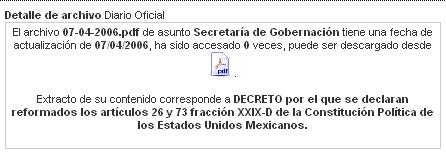 Detalle de archivo Diario Oficial
El archivo 07-04-2006.pdf de asunto Secretaría de Gobernación tiene una fecha de
actualización de 07/04/2006, ha sido accesado 0 veces, puede ser descargado desde
pdf .
Extracto de su contenido corresponde a DECRETO por el que se declaran
reformados los artículos 26 y 73 fracción XXIX-D de la Constitución Política de
los Estados Unidos Mexicanos.